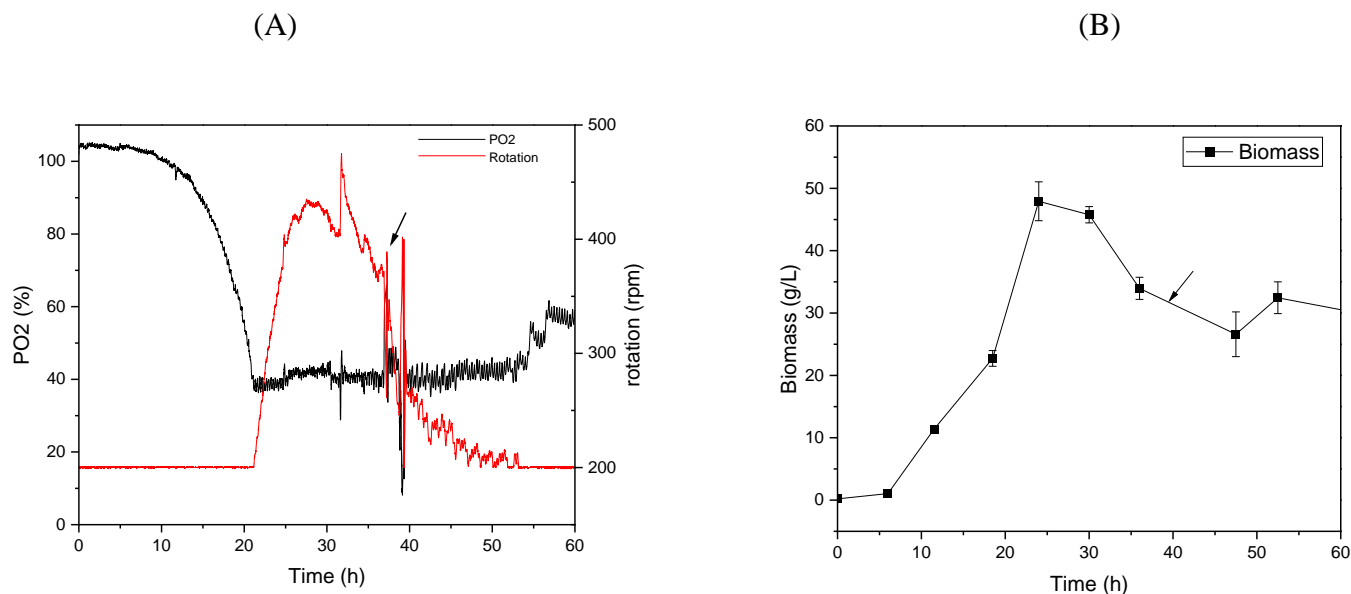 (A)
(B)
PO2
Rotation
PO2 (%)
100
80
60
40
20
0
500
400
300
200
rotation (rpm)
0 10 20 30 40 50 60
Time (h)
Biomass
Biomass (g/L)
60
50
40
30
20
10
0
0 10 20 30 40 50 60
Time (h)